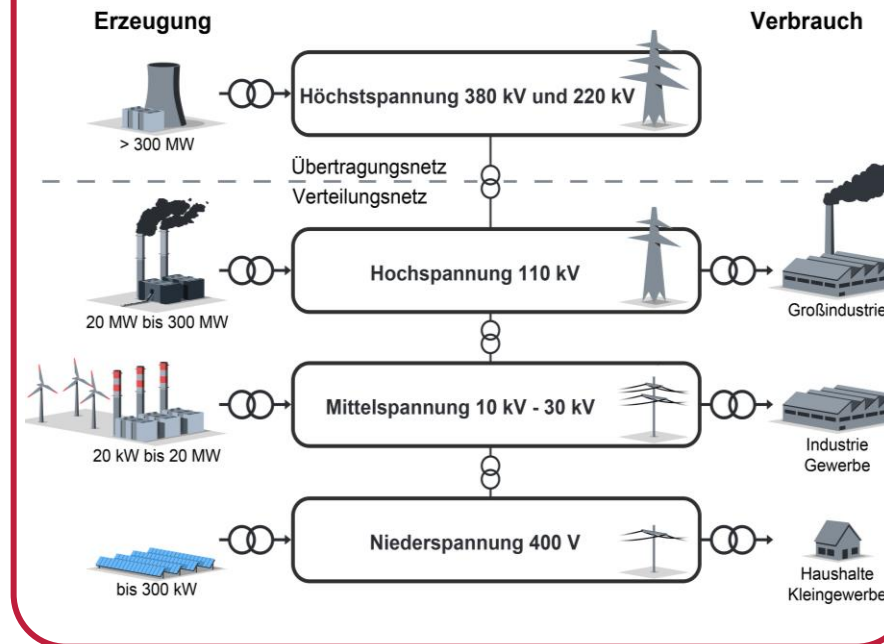 Erzeugung
Verbrauch
Höchstspannung 380 kV und 220 kV
> 300 MW
Übertragungsnetz
Verteilungsnetz
Hochspannung 110 kV
20 MW bis 300 MW
Großindustrie
Mittelspannung 10 kV - 30 kV
20 kW bis 20 MW
Industrie
Gewerbe
Niederspannung 400 V
bis 300 kW
Haushalte
Kleingewerbe